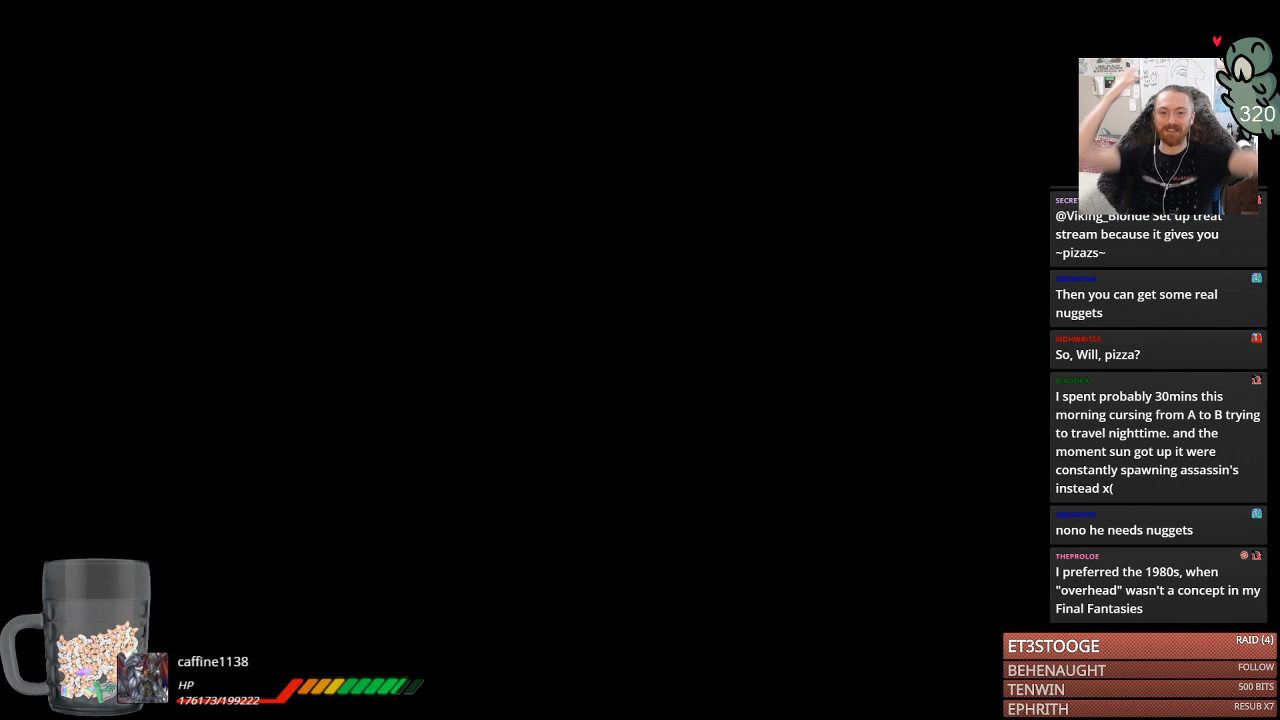 320
@Viking_Blonde Set up treat
stream because it gives you
~pizazs~
Then you can get some real
nuggets
MDHWRITES
So, Will, pizza?
I spent probably 30mins this
morning cursing from A to B trying
to travel nighttime. and the
moment sun got up it were
constantly spawning assassin's
instead x(
nono he needs nuggets
THEPROLOE
I preferred the 1980s, when
"overhead" wasn't a concept in my
Final Fantasies
ET3STOOGE RAID (4)
BEHENAUGHT FOLLOW
TENWIN 500 BITS
EPHRITH RESUB X7
caffine1138
HP
176173/199222